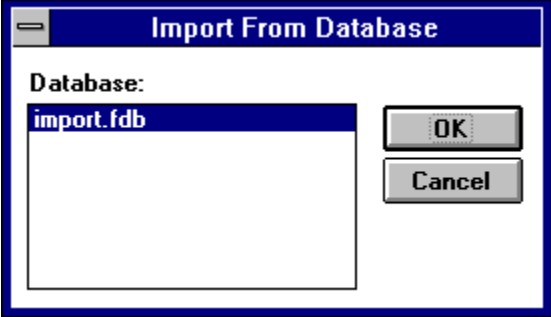 Import From Database
Database:
import.fdb
OK
Cancel